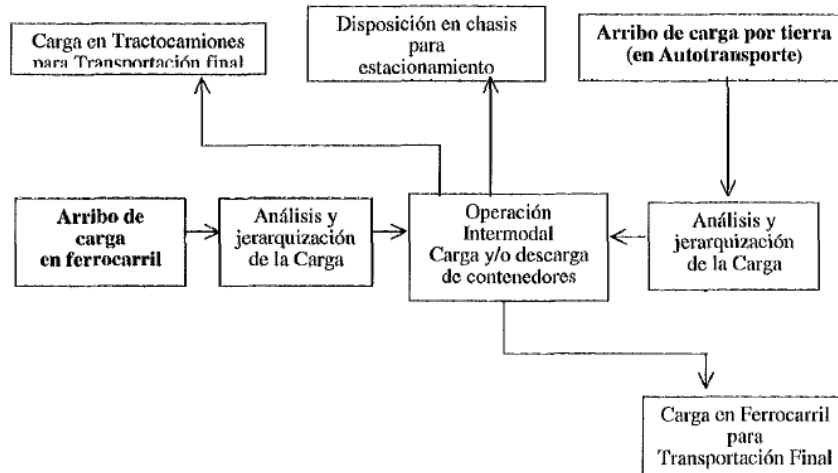 Carga en Tractocamiones
para Transportación final
Disposición en chasis
para
estacionamiento
Arribo de carga por tierra
(en Autotransporte)
Arribo de
carga
en ferrocarril
Análisis y
jerarquización
de la Carga
Operación
Intermodal
Carga y/o descarga
de contenedores
Análisis y
jerarquización
de la Carga
Carga en Ferrocarril
para
Transportación Final